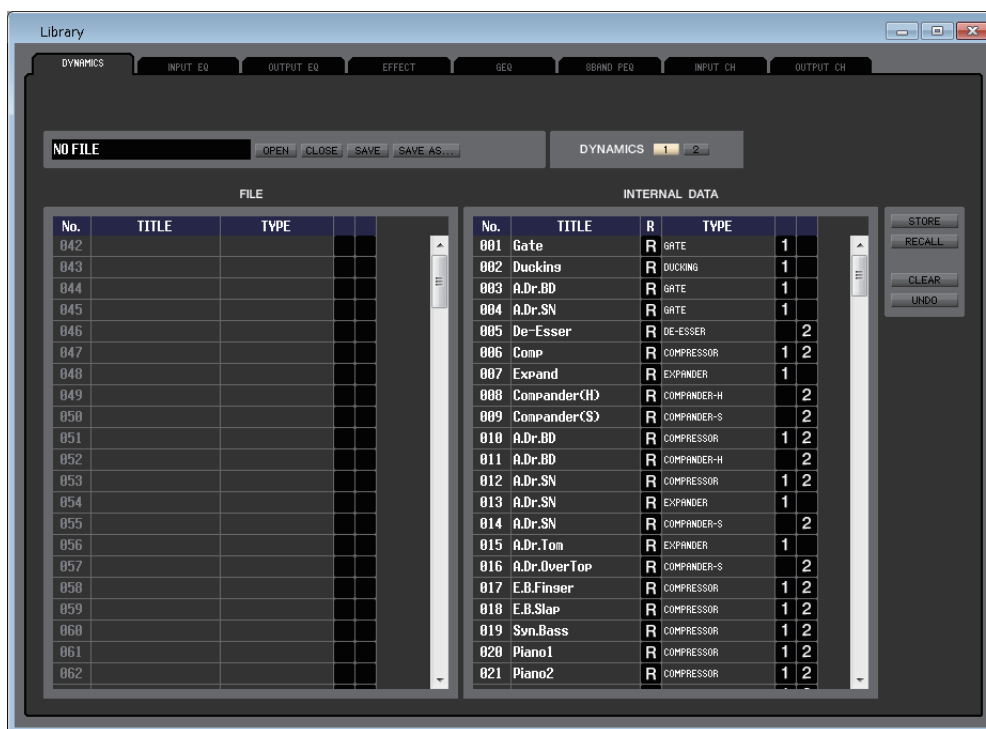 Library
DYNAMICS INPUT EQ OUTPUT EQ EFFECT GEQ 8BAND PEQ INPUT CH OUTPUT CH
NO FILE OPEN CLOSE SAVE SAVE AS... DYNAMICS 1 2
FILE
No. TITLE TYPE
042
043
044
045
046
047
048
049
050
051
052
053
054
055
056
057
058
059
060
061
062
INTERNAL DATA
No. TITLE R TYPE
001 Gate R GATE 1
002 Ducking R DUCKING 1
003 A.Dr.BD R GATE 1
004 A.Dr.SN R GATE 1
005 De-Esser R DE-ESSER 2
006 Comp R COMPRESSOR 1 2
007 Expand R EXPANDER 1
008 Compander(H) R COMPANDER-H 2
009 Compander(S) R COMPANDER-S 2
010 A.Dr.BD R COMPRESSOR 1 2
011 A.Dr.BD R COMPANDER-H 2
012 A.Dr.SN R COMPRESSOR 1 2
013 A.Dr.SN R EXPANDER 1
014 A.Dr.SN R COMPANDER-S 2
015 A.Dr.Tom R EXPANDER 1
016 A.Dr.OverTop R COMPANDER-S 2
017 E.B.Finger R COMPRESSOR 1 2
018 E.B.Slap R COMPRESSOR 1 2
019 Syn.Bass R COMPRESSOR 1 2
020 Piano1 R COMPRESSOR 1 2
021 Piano2 R COMPRESSOR 1 2
STORE
RECALL
CLEAR
UNDO